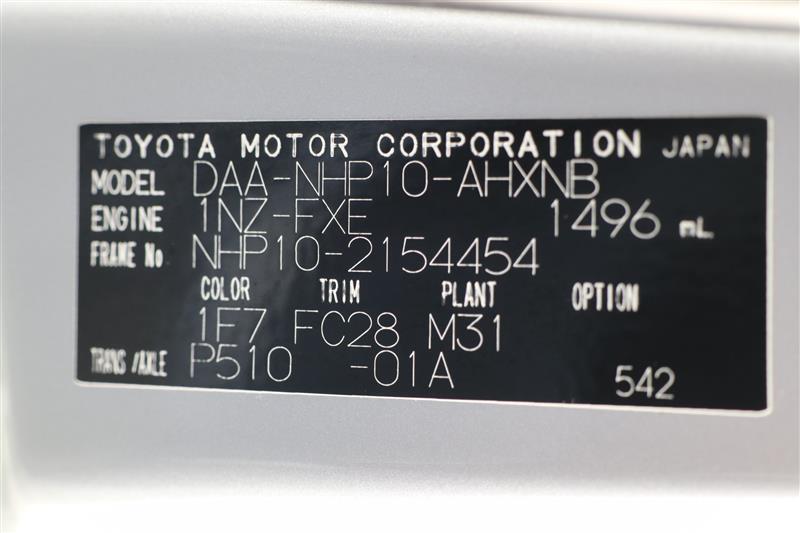 TOYOTA MOTOR CORPORATION JAPAN
MODEL DAA-NHP10-AHXNB
ENGINE 1NZ-FXE 1496 mL
FRAME No NHP10-2154454
COLOR TRIM PLANT OPTION
1F7 FC28 M31
TRANS/AXLE P510 -01A
542